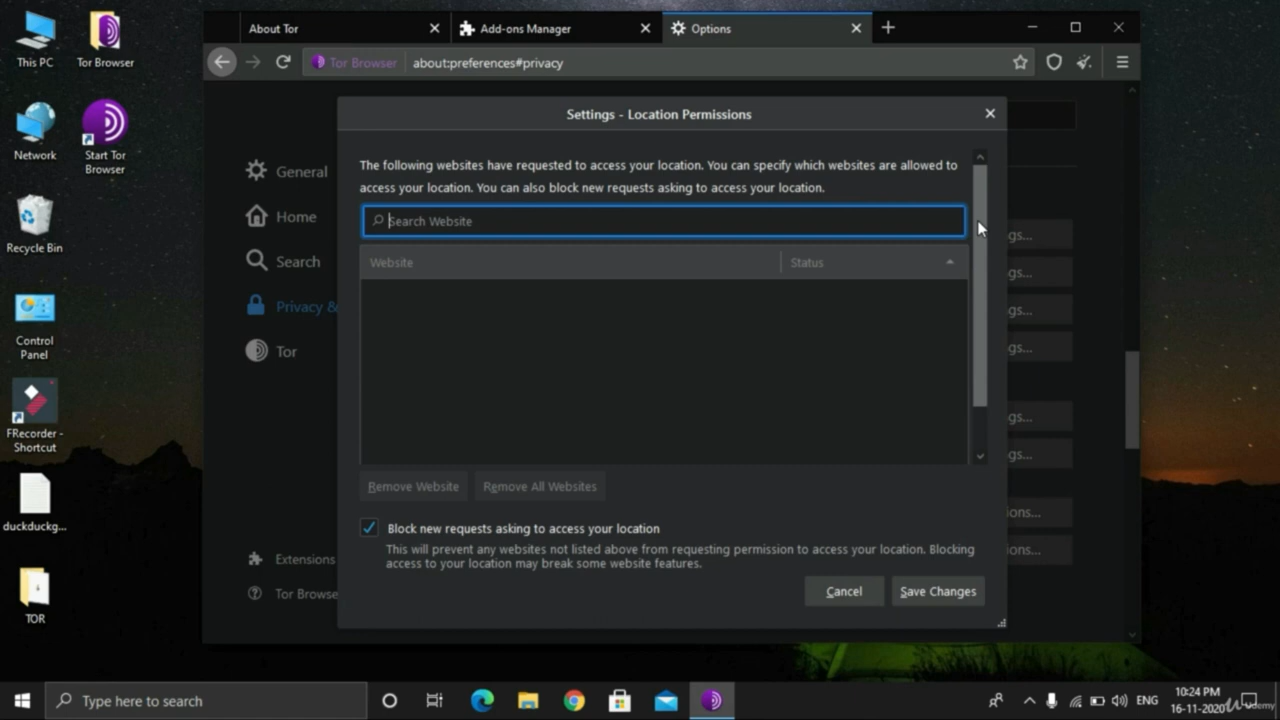 This PC
Tor Browser
Network
Start Tor
Browser
Recycle Bin
Control
Panel
FRecorder -
Shortcut
duckduckg...
TOR
About Tor
Add-ons Manager
Options
Tor Browser
about:preferences#privacy
General
Home
Search
Privacy &
Tor
Extensions
Tor Browse
Settings - Location Permissions
The following websites have requested to access your location. You can specify which websites are allowed to
access your location. You can also block new requests asking to access your location.
Search Website
Website Status
Remove Website Remove All Websites
Block new requests asking to access your location
This will prevent any websites not listed above from requesting permission to access your location. Blocking
access to your location may break some website features.
Cancel Save Changes
gs...
gs...
gs...
gs...
gs...
gs...
ons...
ons...
Type here to search
ENG
10:24 PM
16-11-2020
Udemy